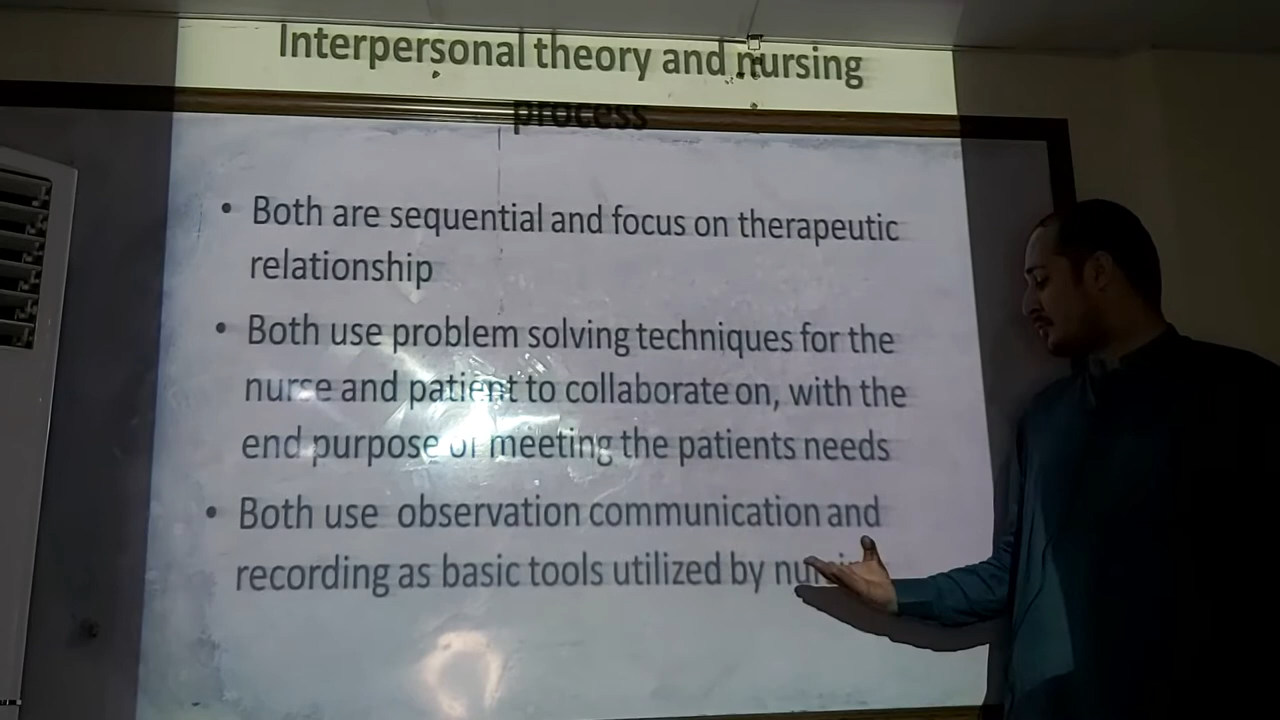 Interpersonal theory and nursing
process
• Both are sequential and focus on therapeutic
relationship
• Both use problem solving techniques for the
nurse and patient to collaborate on, with the
end purpose of meeting the patients needs
• Both use observation communication and
recording as basic tools utilized by